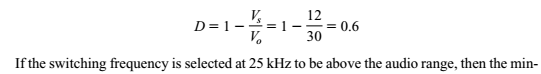 D = 1 − V_s/V_o = 1 − 12/30 = 0.6
If the switching frequency is selected at 25 kHz to be above the audio range, then the min-